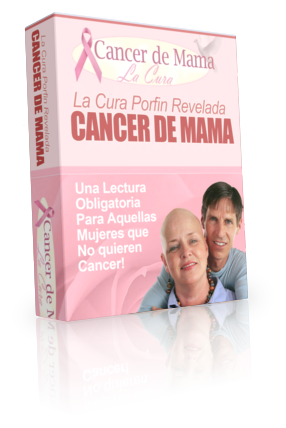 Cancer de Mama
La Cura
La Cura Porfin Revelada
CANCER DE MAMA
Una Lectura
Obligatoria
Para Aquellas
Mujeres que
No quieren
Cancer!
La Cura Porfin Revelada
CANCER DE MAMA
Cancer de Mama
La Cura